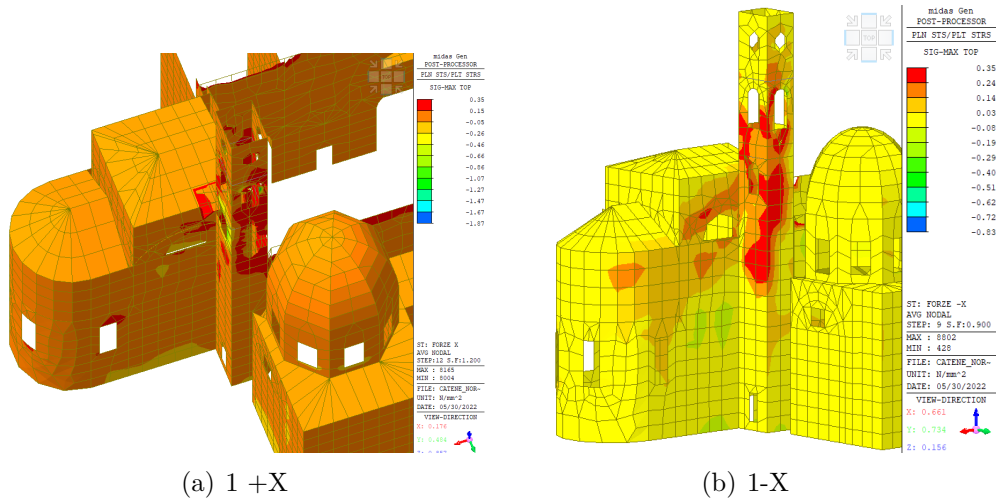 midas Gen
POST-PROCESSOR
PLN STS/PLT STRS
SIG-MAX TOP
0.35
0.15
-0.05
-0.26
-0.46
-0.66
-0.86
-1.07
-1.27
-1.47
-1.67
-1.87
ST: FORZE X
AVG NODAL
STEP:12 S.F:1.200
MAX : 8165
MIN : 8004
FILE: CATENE_NOR~
UNIT: N/mm^2
DATE: 05/30/2022
VIEW-DIRECTION
X: 0.176
(a) 1 +X
midas Gen
POST-PROCESSOR
PLN STS/PLT STRS
SIG-MAX TOP
0.35
0.24
0.14
0.03
-0.08
-0.19
-0.29
-0.40
-0.51
-0.62
-0.72
-0.83
ST: FORZE -X
AVG NODAL
STEP: 9 S.F:0.900
MAX : 8802
MIN : 428
FILE: CATENE_NOR~
UNIT: N/mm^2
DATE: 05/30/2022
VIEW-DIRECTION
X: 0.661
Y: 0.734
Z: 0.156
(b) 1-X